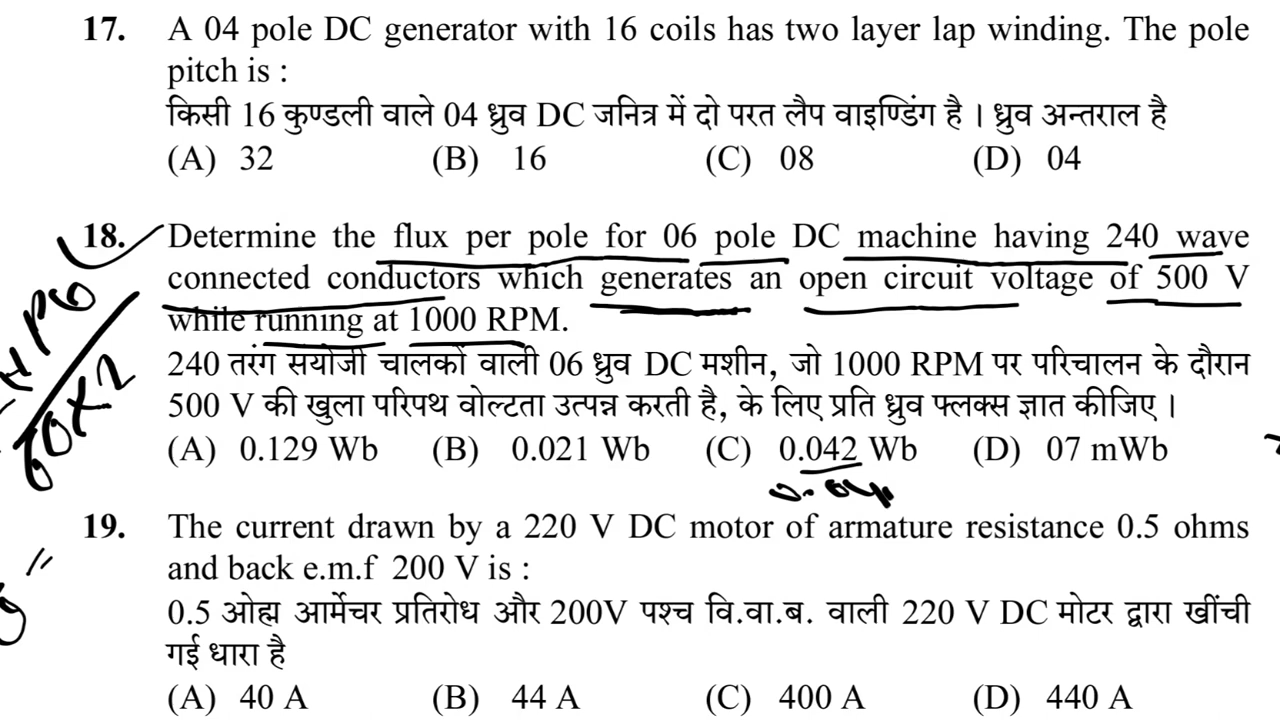 17. A 04 pole DC generator with 16 coils has two layer lap winding. The pole
pitch is :
किसी 16 कुण्डली वाले 04 ध्रुव DC जनित्र में दो परत लैप वाइण्डिंग है । ध्रुव अन्तराल है
(A) 32 (B) 16 (C) 08 (D) 04
18. Determine the flux per pole for 06 pole DC machine having 240 wave
connected conductors which generates an open circuit voltage of 500 V
while running at 1000 RPM.
240 तरंग सयोजी चालकों वाली 06 ध्रुव DC मशीन, जो 1000 RPM पर परिचालन के दौरान
500 V की खुला परिपथ वोल्टता उत्पन्न करती है, के लिए प्रति ध्रुव फ्लक्स ज्ञात कीजिए ।
(A) 0.129 Wb (B) 0.021 Wb (C) 0.042 Wb (D) 07 mWb
60×2
19. The current drawn by a 220 V DC motor of armature resistance 0.5 ohms
and back e.m.f 200 V is :
0.5 ओह्म आर्मेचर प्रतिरोध और 200V पश्च वि.वा.ब. वाली 220 V DC मोटर द्वारा खींची
गई धारा है
(A) 40 A (B) 44 A (C) 400 A (D) 440 A